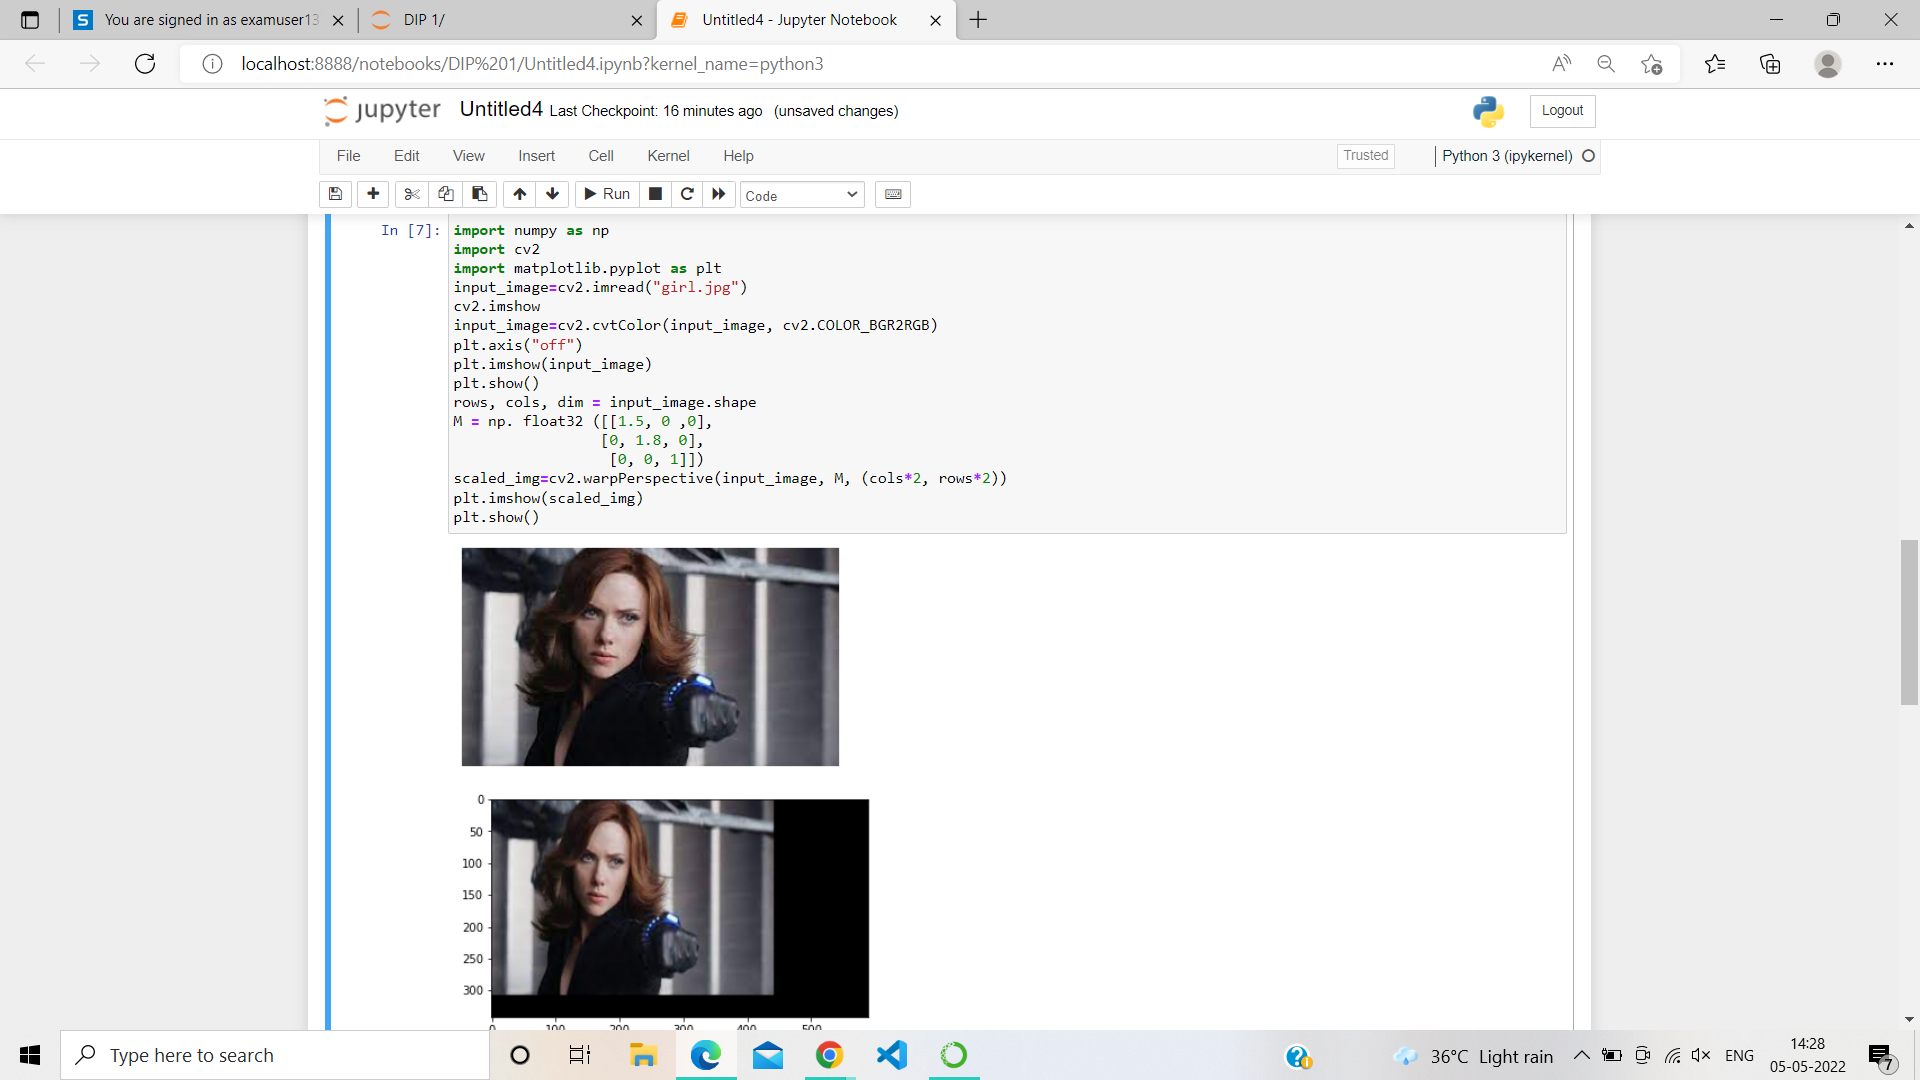 You are signed in as examuser13
DIP 1/
Untitled4 - Jupyter Notebook
localhost:8888/notebooks/DIP%201/Untitled4.ipynb?kernel_name=python3
jupyter Untitled4 Last Checkpoint: 16 minutes ago (unsaved changes)
Logout
File Edit View Insert Cell Kernel Help
Trusted
Python 3 (ipykernel)
Run
Code
In [7]:
import numpy as np
import cv2
import matplotlib.pyplot as plt
input_image=cv2.imread("girl.jpg")
cv2.imshow
input_image=cv2.cvtColor(input_image, cv2.COLOR_BGR2RGB)
plt.axis("off")
plt.imshow(input_image)
plt.show()
rows, cols, dim = input_image.shape
M = np. float32 ([[1.5, 0 ,0],
[0, 1.8, 0],
[0, 0, 1]])
scaled_img=cv2.warpPerspective(input_image, M, (cols*2, rows*2))
plt.imshow(scaled_img)
plt.show()
0
50
100
150
200
250
300
0 100 200 300 400 500
Type here to search
36°C Light rain
ENG
14:28
05-05-2022
7